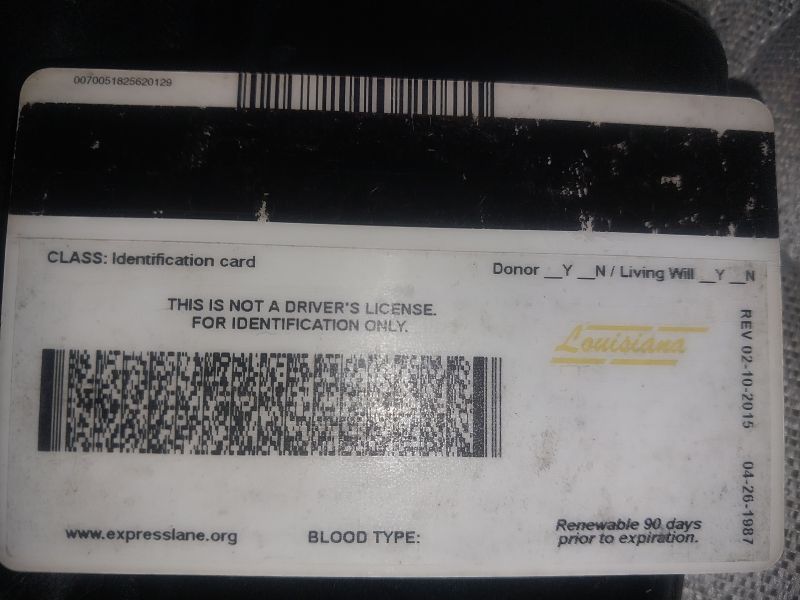 0070051825620129
CLASS: Identification card
Donor __Y __N / Living Will __Y __N
THIS IS NOT A DRIVER'S LICENSE.
FOR IDENTIFICATION ONLY.
Louisiana
REV 02-10-2015
04-26-1987
www.expresslane.org
BLOOD TYPE:
Renewable 90 days
prior to expiration.